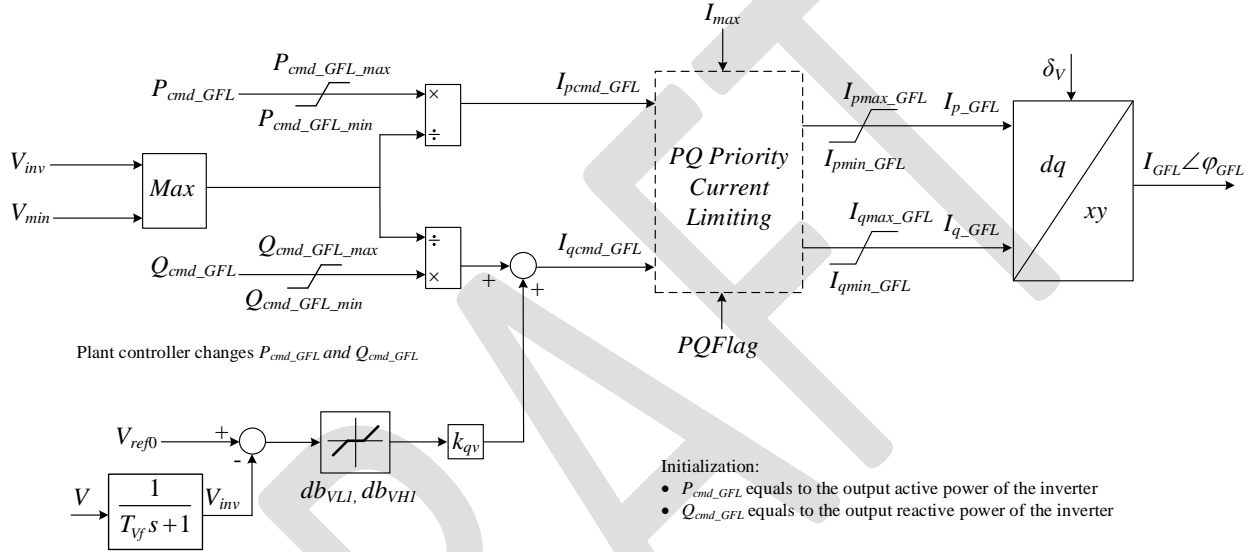 I_max
P_cmd_GFL_max
P_cmd_GFL
P_cmd_GFL_min
×
÷
I_pcmd_GFL
δ_V
I_pmax_GFL
I_p_GFL
I_pmin_GFL
V_inv
V_min
Max
PQ Priority
Current
Limiting
dq
xy
I_GFL∠φ_GFL
Q_cmd_GFL_max
Q_cmd_GFL
Q_cmd_GFL_min
÷
×
+
+
I_qcmd_GFL
I_qmax_GFL
I_q_GFL
I_qmin_GFL
PQFlag
Plant controller changes P_cmd_GFL and Q_cmd_GFL
V_ref0
+
-
k_qv
db_VL1, db_VH1
V
1
T_Vf s+1
V_inv
Initialization:
• P_cmd_GFL equals to the output active power of the inverter
• Q_cmd_GFL equals to the output reactive power of the inverter
DRAFT